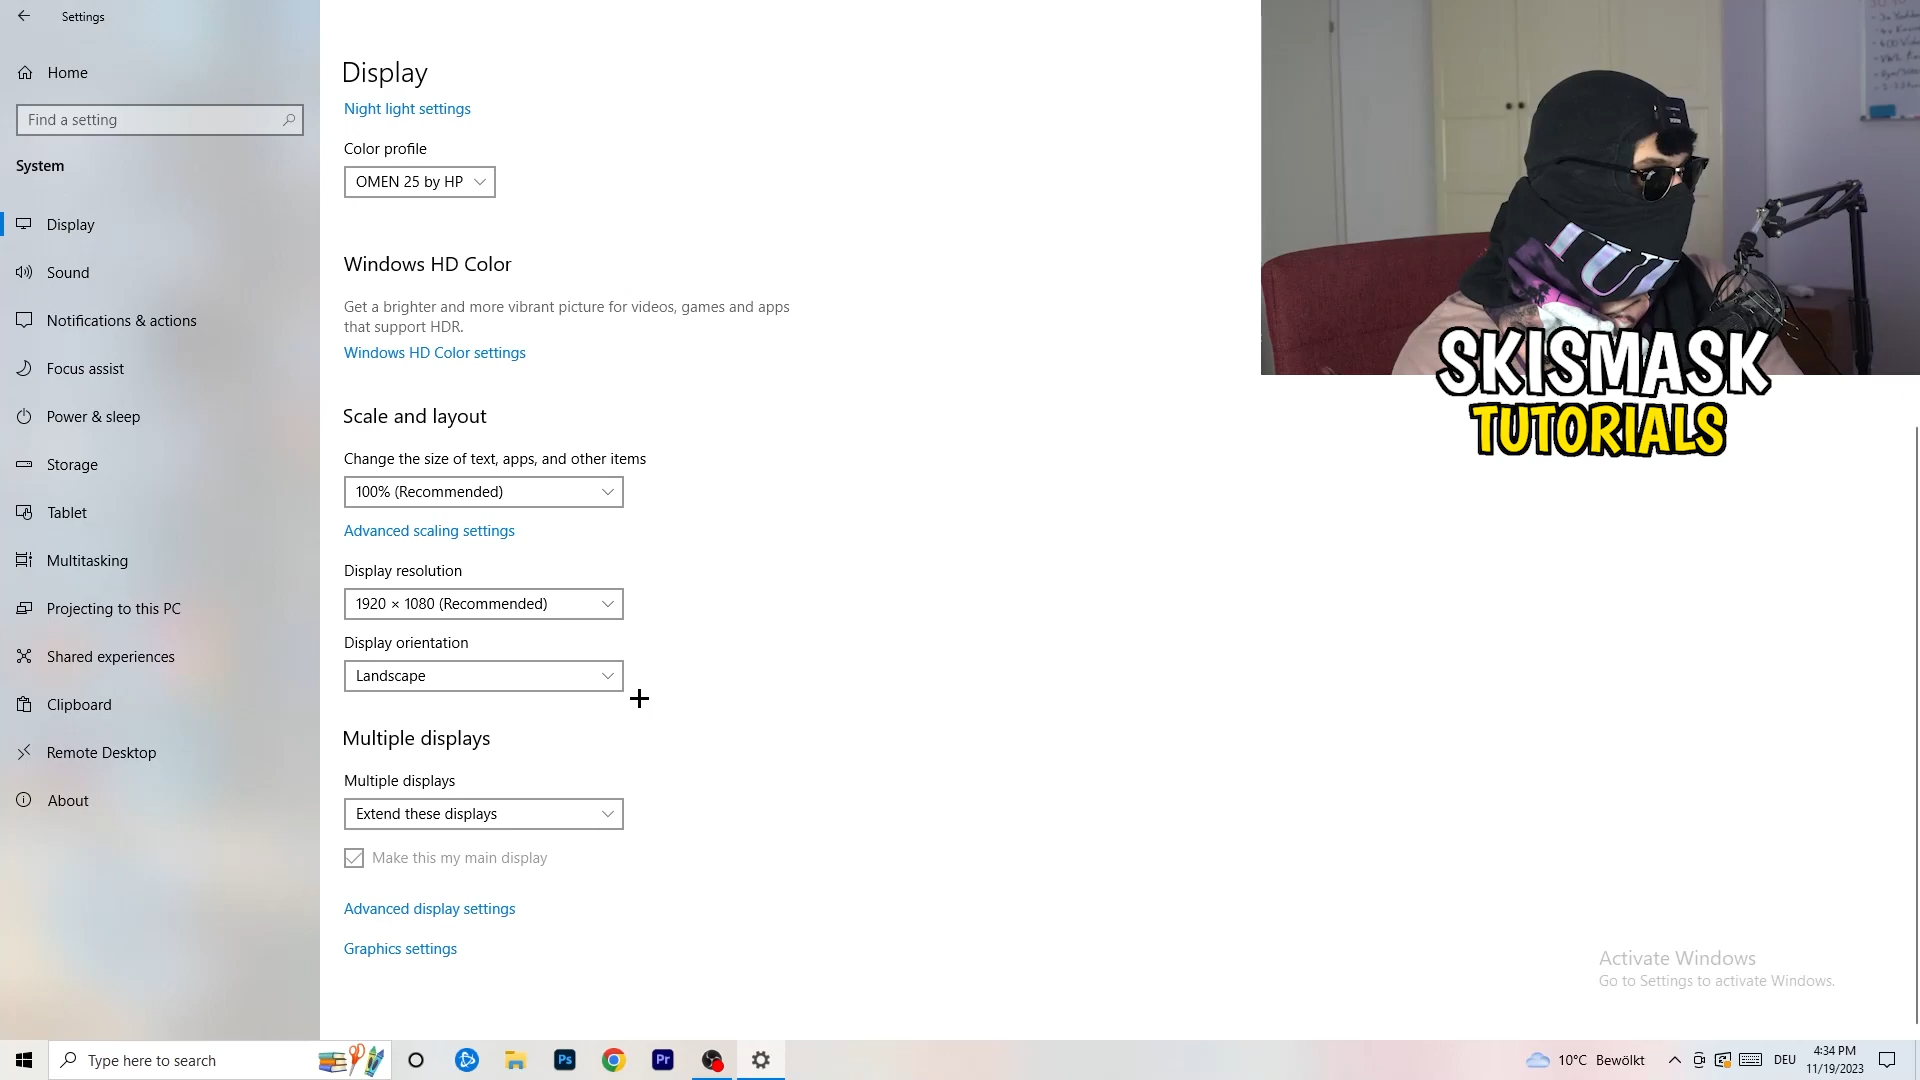 Settings
Home
Find a setting
System
Display
Sound
Notifications & actions
Focus assist
Power & sleep
Storage
Tablet
Multitasking
Projecting to this PC
Shared experiences
Clipboard
Remote Desktop
About
Display
Night light settings
Color profile
OMEN 25 by HP
Windows HD Color
Get a brighter and more vibrant picture for videos, games and apps
that support HDR.
Windows HD Color settings
Scale and layout
Change the size of text, apps, and other items
100% (Recommended)
Advanced scaling settings
Display resolution
1920 × 1080 (Recommended)
Display orientation
Landscape
Multiple displays
Multiple displays
Extend these displays
Make this my main display
Advanced display settings
Graphics settings
SKISMASK
TUTORIALS
Activate Windows
Go to Settings to activate Windows.
Type here to search
Ps
Pr
10°C Bewölkt
DEU
4:34 PM
11/19/2023